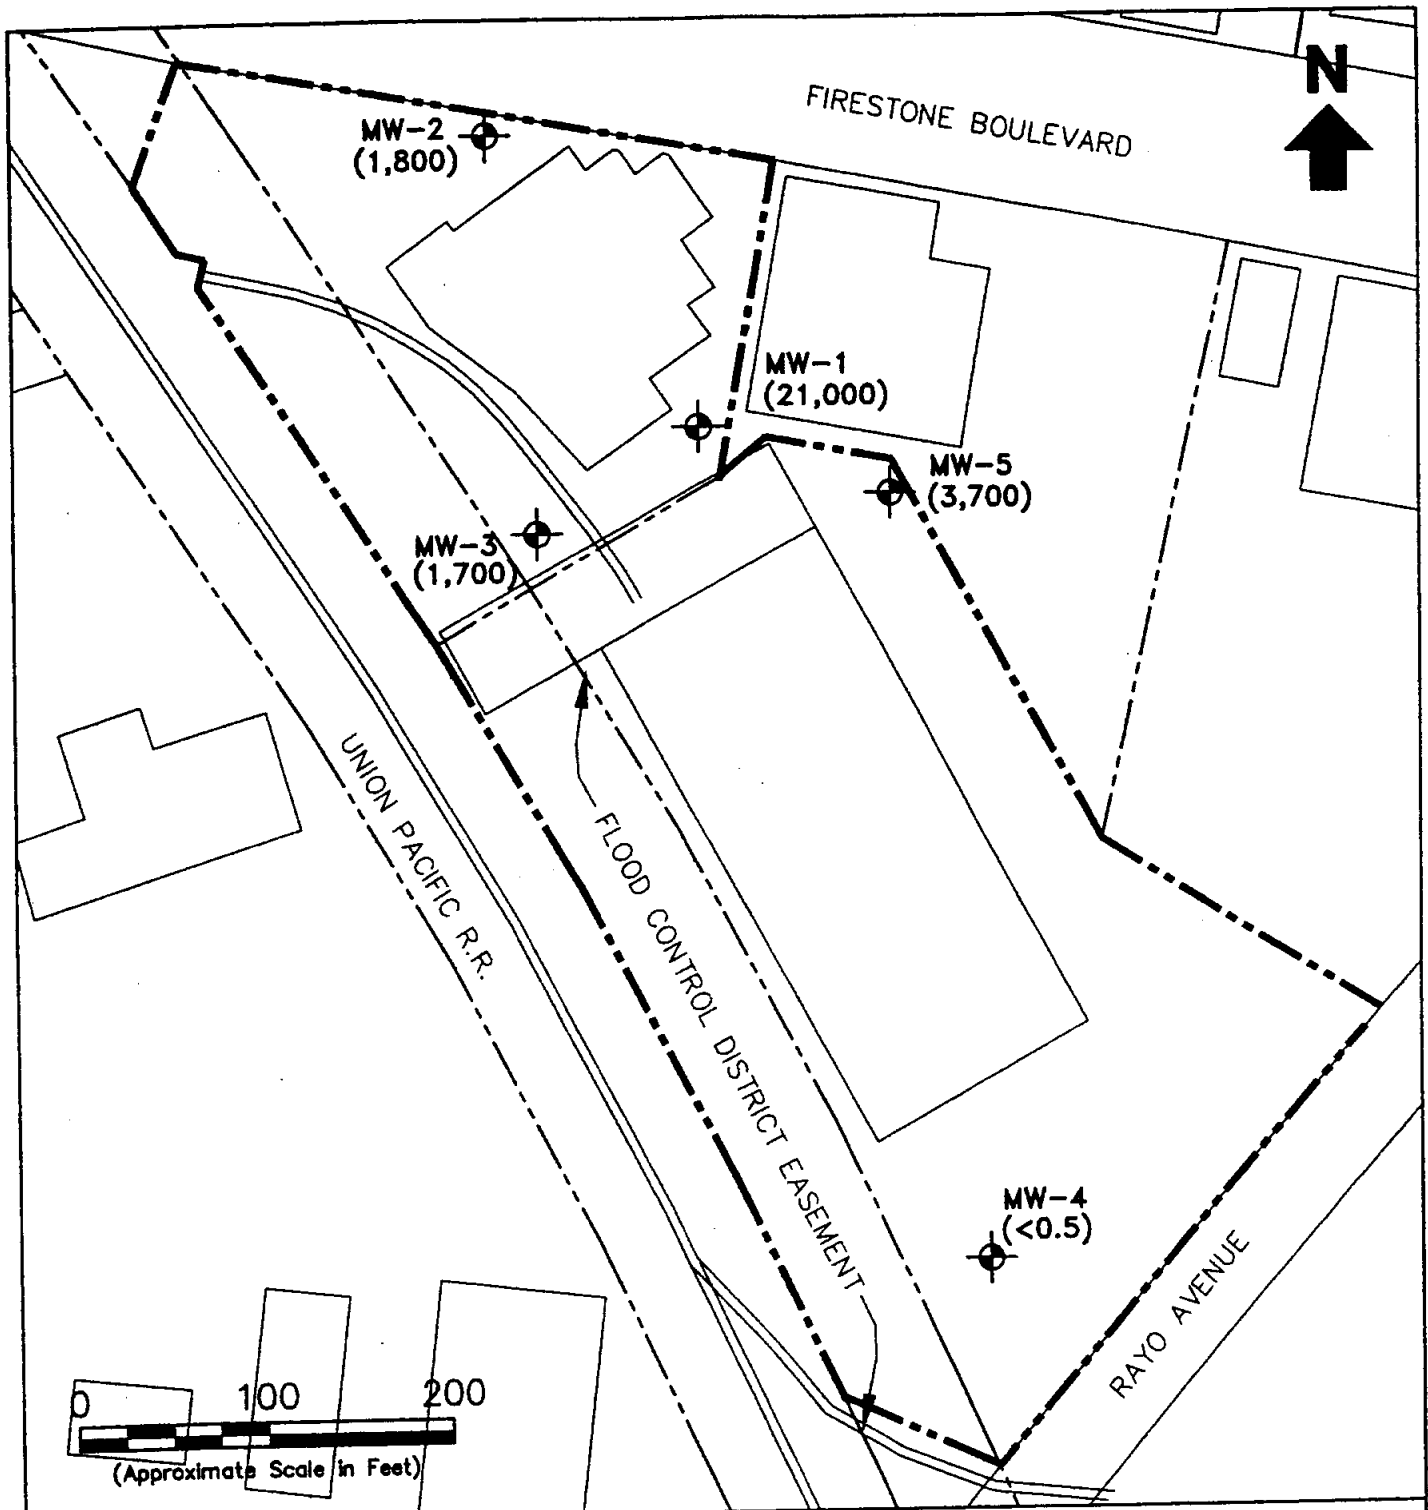 N
FIRESTONE BOULEVARD
MW-2
(1,800)
MW-1
(21,000)
MW-5
(3,700)
MW-3
(1,700)
UNION PACIFIC R.R.
FLOOD CONTROL DISTRICT EASEMENT
MW-4
(<0.5)
RAYO AVENUE
0 100 200
(Approximate Scale in Feet)